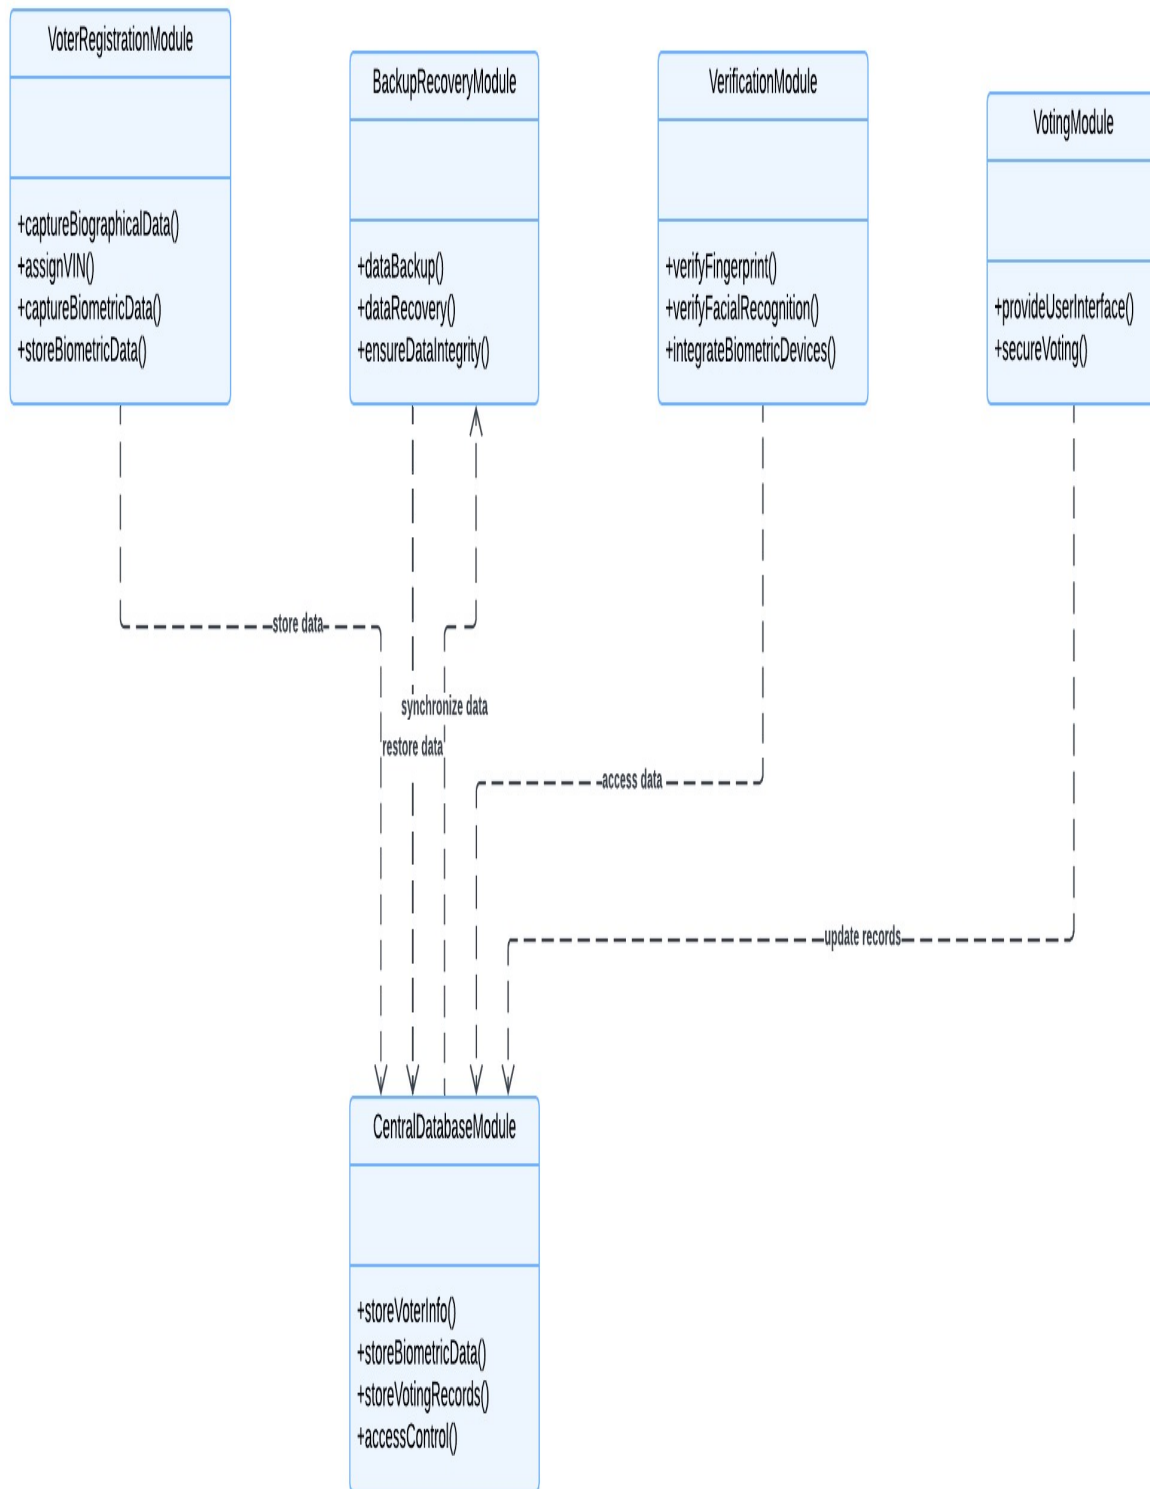 VoterRegistrationModule
+captureBiographicalData()
+assignVIN()
+captureBiometricData()
+storeBiometricData()
BackupRecoveryModule
+dataBackup()
+dataRecovery()
+ensureDataIntegrity()
VerificationModule
+verifyFingerprint()
+verifyFacialRecognition()
+integrateBiometricDevices()
VotingModule
+provideUserInterface()
+secureVoting()
store data
synchronize data
restore data
access data
update records
CentralDatabaseModule
+storeVoterInfo()
+storeBiometricData()
+storeVotingRecords()
+accessControl()